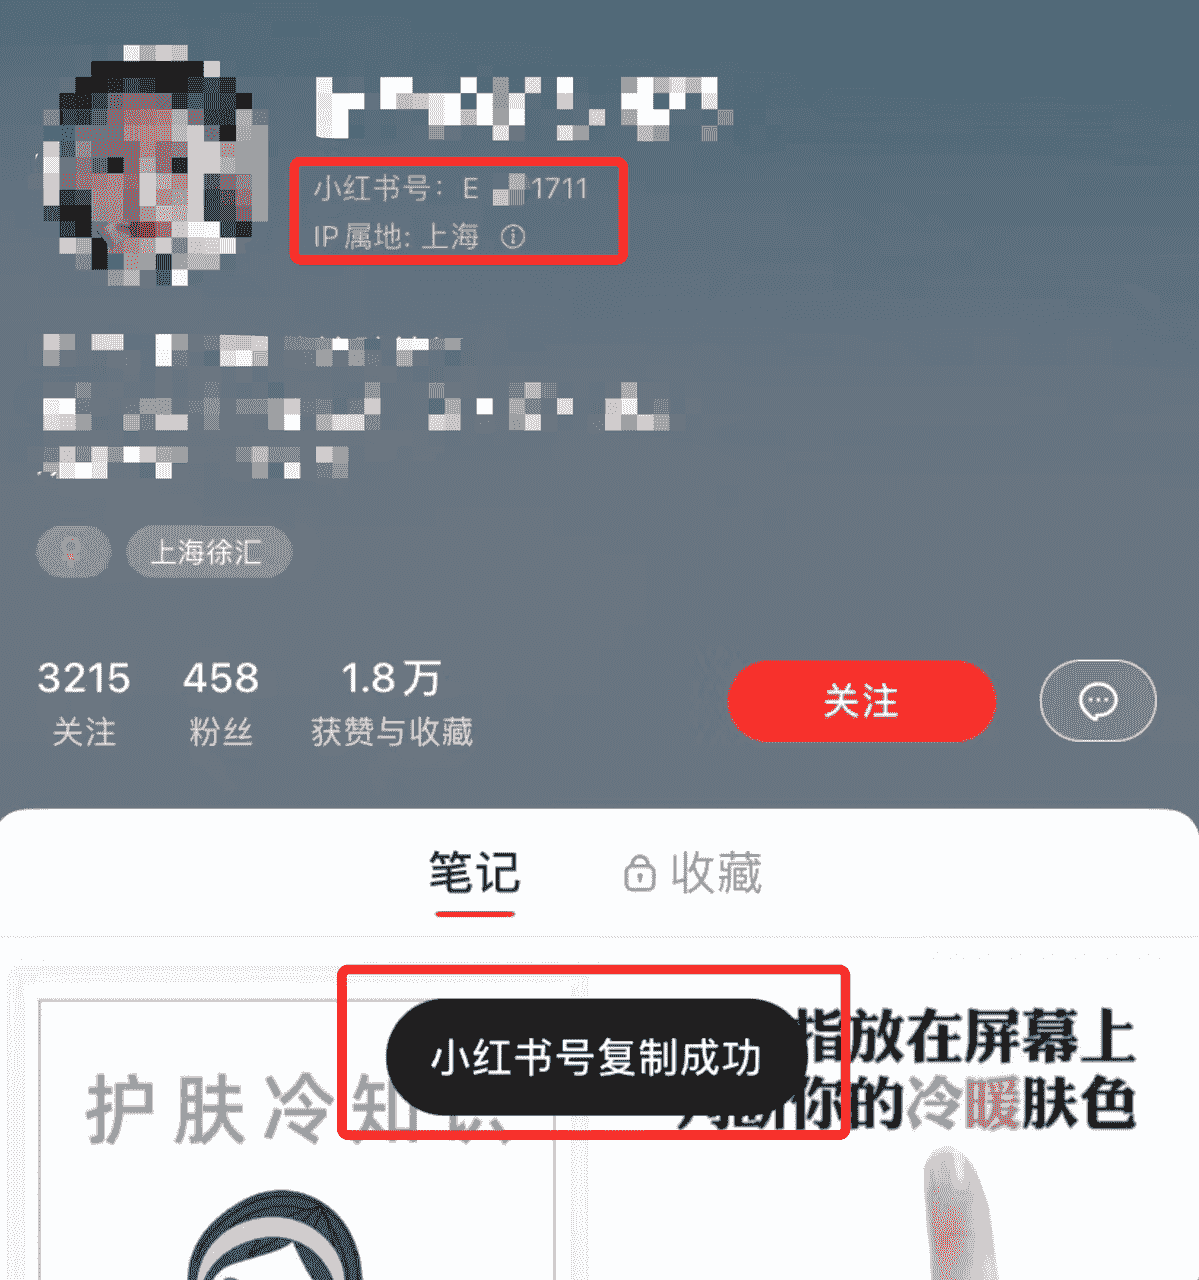 小红书号: E 1711
IP属地: 上海
上海徐汇
3215 458 1.8万
关注 粉丝 获赞与收藏
关注
笔记 收藏
护肤冷知
小红书号复制成功
指放在屏幕上
你的冷暖肤色